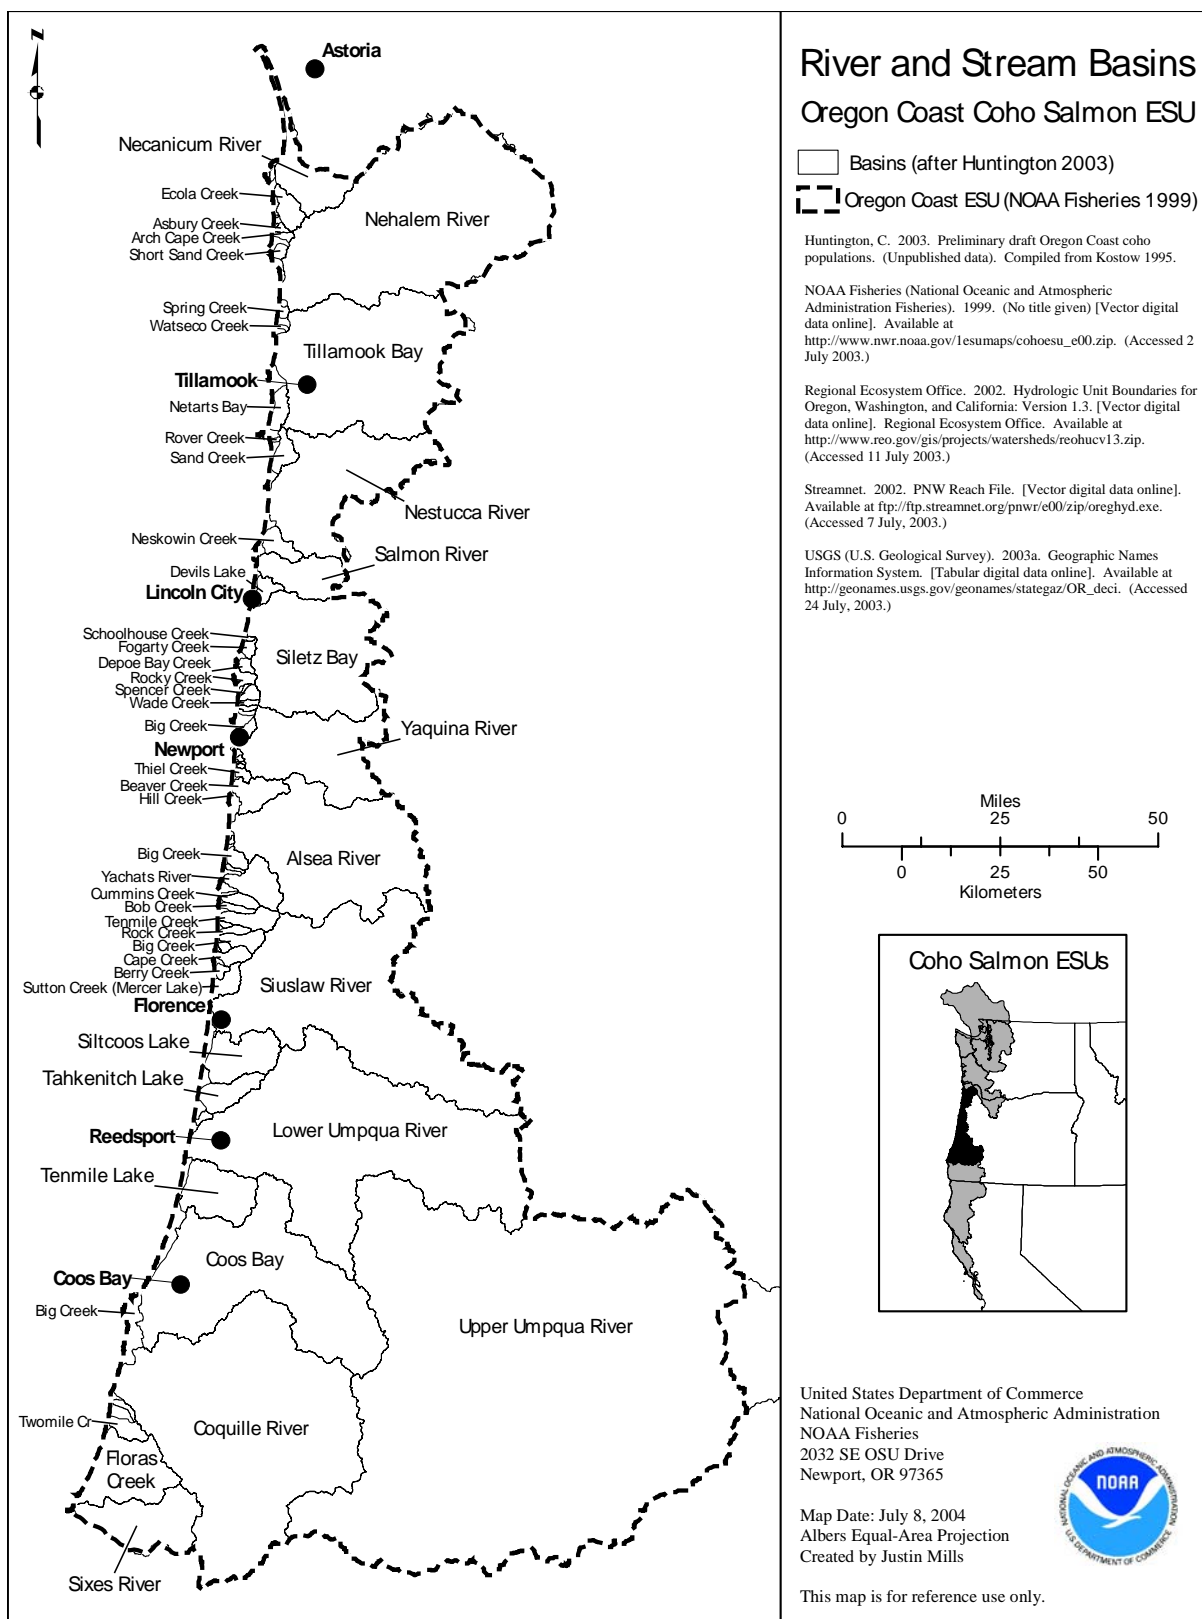 N
Astoria
Necanicum River
Ecola Creek
Nehalem River
Asbury Creek
Arch Cape Creek
Short Sand Creek
Spring Creek
Watseco Creek
Tillamook Bay
Tillamook
Netarts Bay
Rover Creek
Sand Creek
Nestucca River
Neskowin Creek
Salmon River
Devils Lake
Lincoln City
Schoolhouse Creek
Fogarty Creek
Siletz Bay
Depoe Bay Creek
Rocky Creek
Spencer Creek
Wade Creek
Big Creek
Yaquina River
Newport
Thiel Creek
Beaver Creek
Hill Creek
Big Creek
Alsea River
Yachats River
Cummins Creek
Bob Creek
Tenmile Creek
Rock Creek
Big Creek
Cape Creek
Berry Creek
Sutton Creek (Mercer Lake)
Siuslaw River
Florence
Siltcoos Lake
Tahkenitch Lake
Reedsport
Lower Umpqua River
Tenmile Lake
Coos Bay
Coos Bay
Big Creek
Upper Umpqua River
Twomile Cr
Coquille River
Floras
Creek
Sixes River
River and Stream Basins
Oregon Coast Coho Salmon ESU
Basins (after Huntington 2003)
Oregon Coast ESU (NOAA Fisheries 1999)
Huntington, C. 2003. Preliminary draft Oregon Coast coho
populations. (Unpublished data). Compiled from Kostow 1995.
NOAA Fisheries (National Oceanic and Atmospheric
Administration Fisheries). 1999. (No title given) [Vector digital
data online]. Available at
http://www.nwr.noaa.gov/1esumaps/cohoesu_e00.zip. (Accessed 2
July 2003.)
Regional Ecosystem Office. 2002. Hydrologic Unit Boundaries for
Oregon, Washington, and California: Version 1.3. [Vector digital
data online]. Regional Ecosystem Office. Available at
http://www.reo.gov/gis/projects/watersheds/reohucv13.zip.
(Accessed 11 July 2003.)
Streamnet. 2002. PNW Reach File. [Vector digital data online].
Available at ftp://ftp.streamnet.org/pnwr/e00/zip/oreghyd.exe.
(Accessed 7 July, 2003.)
USGS (U.S. Geological Survey). 2003a. Geographic Names
Information System. [Tabular digital data online]. Available at
http://geonames.usgs.gov/geonames/stategaz/OR_deci. (Accessed
24 July, 2003.)
Miles
0 25 50
0 25 50
Kilometers
Coho Salmon ESUs
United States Department of Commerce
National Oceanic and Atmospheric Administration
NOAA Fisheries
2032 SE OSU Drive
Newport, OR 97365
Map Date: July 8, 2004
Albers Equal-Area Projection
Created by Justin Mills
This map is for reference use only.
NATIONAL OCEANIC AND ATMOSPHERIC ADMINISTRATION
NOAA
U.S. DEPARTMENT OF COMMERCE